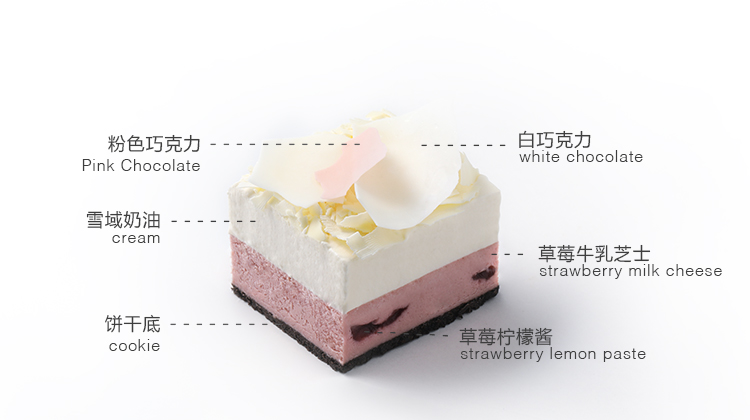 粉色巧克力
Pink Chocolate
白巧克力
white chocolate
雪域奶油
cream
草莓牛乳芝士
strawberry milk cheese
饼干底
cookie
草莓柠檬酱
strawberry lemon paste